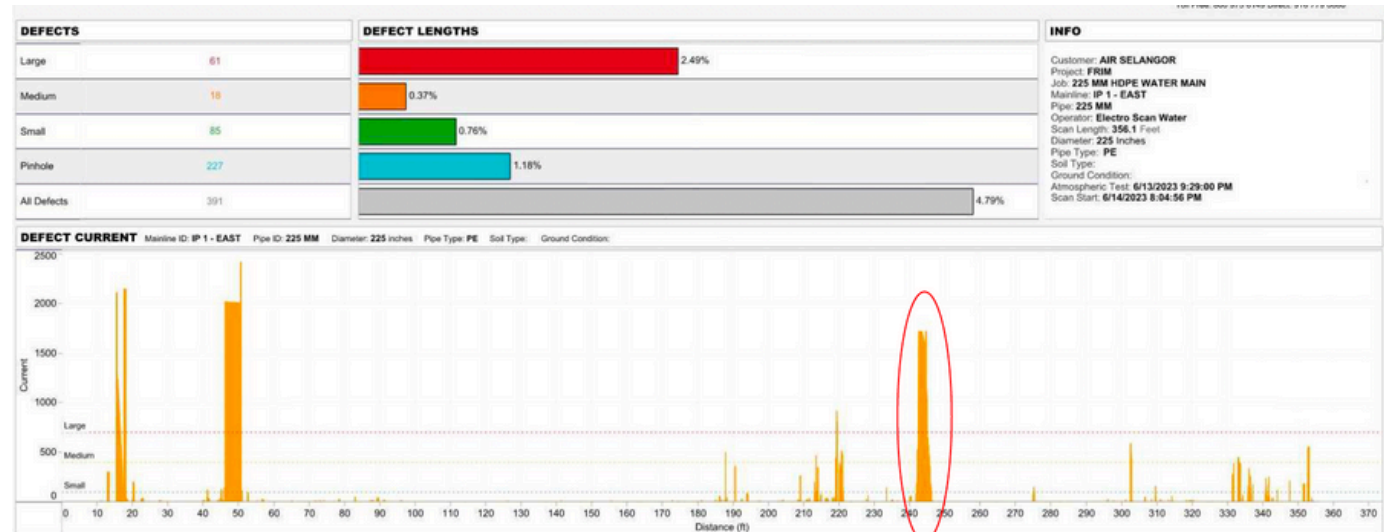 DEFECTS
Large 61
Medium 18
Small 85
Pinhole 227
All Defects 391
DEFECT LENGTHS
2.49%
0.37%
0.76%
1.18%
4.79%
INFO
Customer: AIR SELANGOR
Project: FRIM
Job: 225 MM HDPE WATER MAIN
Mainline: IP 1 - EAST
Pipe: 225 MM
Operator: Electro Scan Water
Scan Length: 356.1 Feet
Diameter: 225 Inches
Pipe Type: PE
Soil Type:
Ground Condition:
Atmospheric Test: 6/13/2023 9:29:00 PM
Scan Start: 6/14/2023 8:04:56 PM
DEFECT CURRENT Mainline ID: IP 1 - EAST Pipe ID: 225 MM Diameter: 225 inches Pipe Type: PE Soil Type: Ground Condition:
2500
2000
1500
Current
1000
Large
500 Medium
Small
0
0 10 20 30 40 50 60 70 80 90 100 110 120 130 140 150 160 170 180 190 200 210 220 230 240 250 260 270 280 290 300 310 320 330 340 350 360 370
Distance (ft)